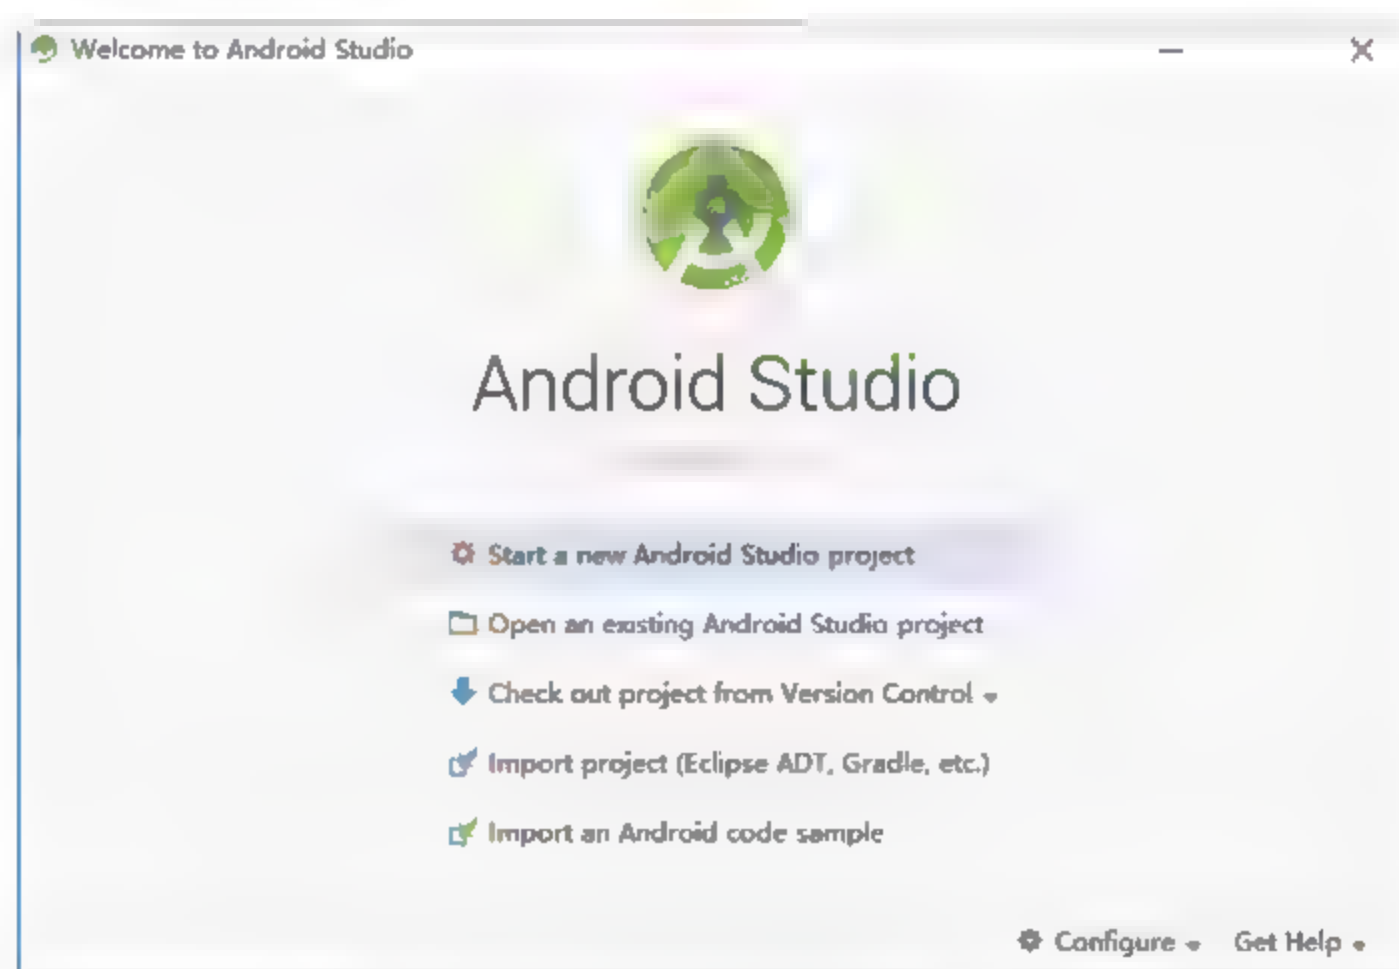 Welcome to Android Studio
Android Studio
Start a new Android Studio project
Open an existing Android Studio project
Check out project from Version Control
Import project (Eclipse ADT, Gradle, etc.)
Import an Android code sample
Configure Get Help